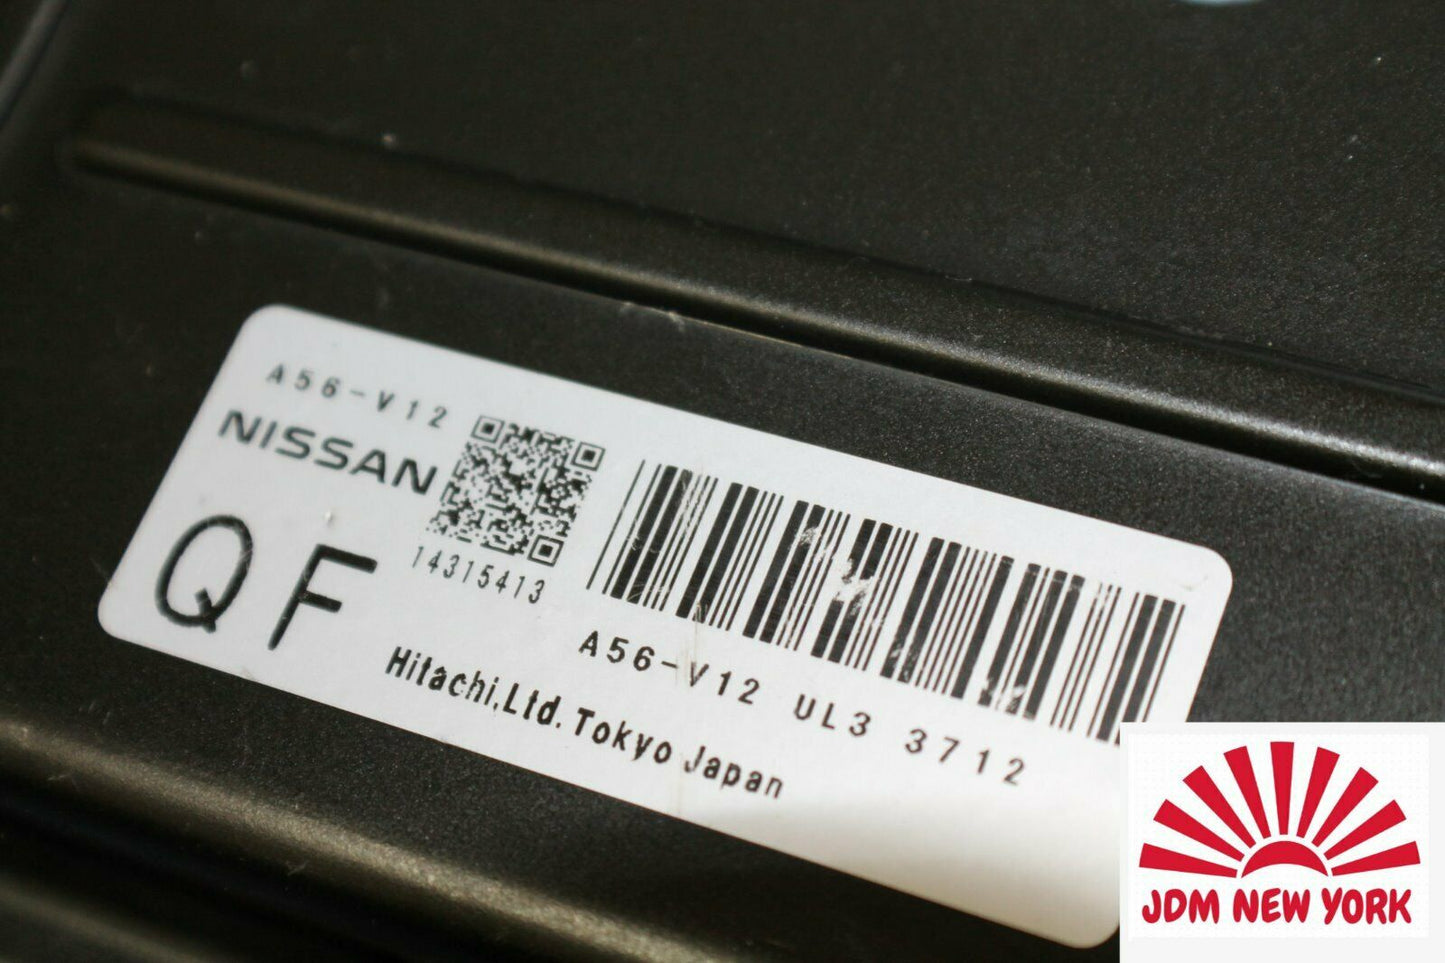 A56-V12
NISSAN
QF
14315413
A56-V12 UL3 3712
Hitachi,Ltd.Tokyo Japan
JDM NEW YORK